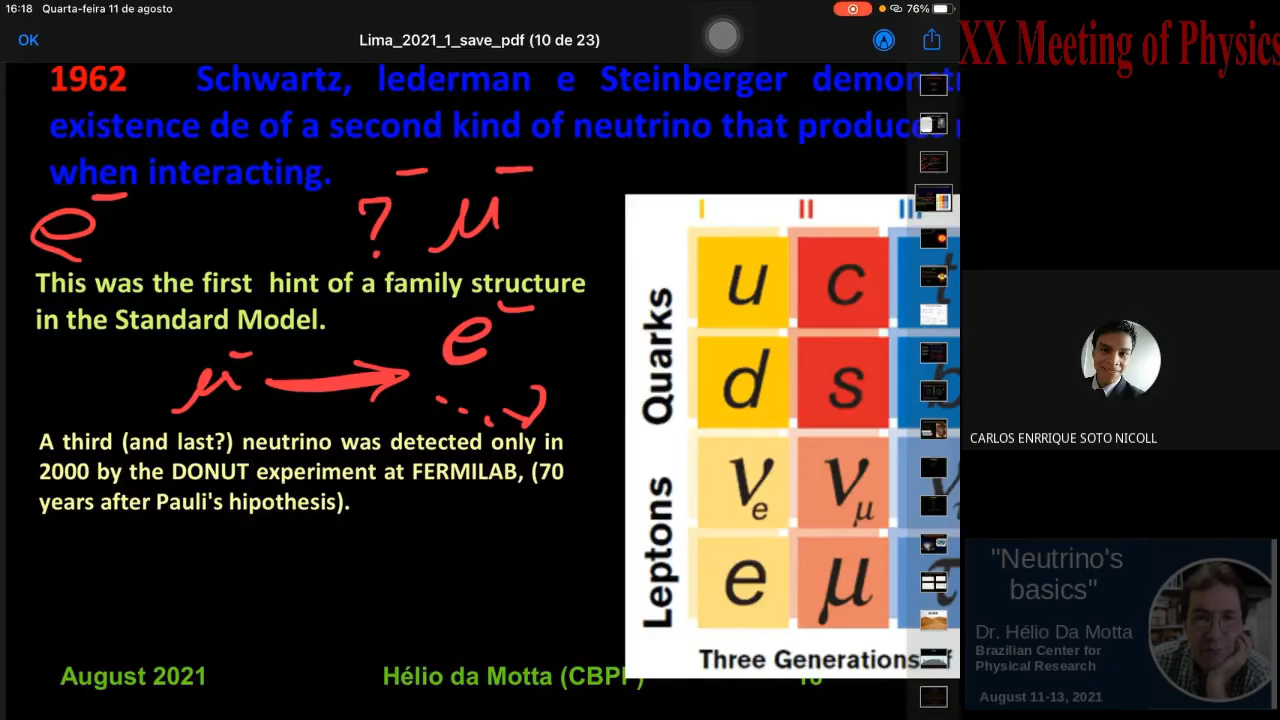 16:18 Quarta-feira 11 de agosto
76%
OK
Lima_2021_1_save_pdf (10 de 23)
XX Meeting of Physics
1962 Schwartz, lederman e Steinberger
existence de of a second kind of neutrino that
when interacting.
e⁻
? μ⁻
This was the first hint of a family structure
in the Standard Model.
e⁻
μ⁻
A third (and last?) neutrino was detected only in
2000 by the DONUT experiment at FERMILAB, (70
years after Pauli's hipothesis).
I II III
Quarks
u c t
d s b
Leptons
νe νμ
e μ τ
Three Generations
August 2021
Hélio da Motta (CBPF)
CARLOS ENRRIQUE SOTO NICOLL
"Neutrino's
basics"
Dr. Hélio Da Motta
Brazilian Center for
Physical Research
August 11-13, 2021